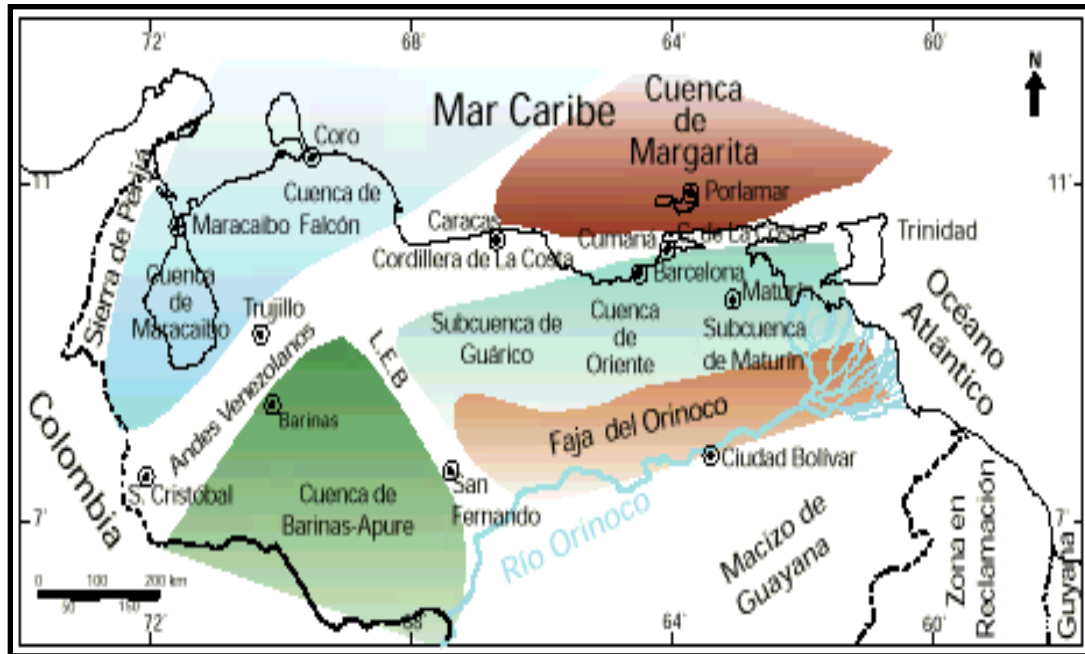 72'
68'
64'
60'
N
Mar Caribe
Cuenca
de
Margarita
Coro
11'
11'
Sierra de Perijá
Cuenca de
Falcón
Maracaibo
Porlamar
Caracas
Cumaná
S. de La Costa
Trinidad
Cordillera de La Costa
Barcelona
Maturín
Cuenca
de
Maracaibo
Trujillo
Océano
Atlántico
L.E.B
Subcuenca de
Guárico
Cuenca
de
Oriente
Subcuenca
de Maturín
Andes Venezolanos
Barinas
Faja del Orinoco
Colombia
S. Cristóbal
Cuenca de
Barinas-Apure
San
Fernando
Ciudad Bolívar
7'
7'
Río Orinoco
Macizo de
Guayana
Zona en
Reclamación
Guyana
0 100 200 km
50 150
72'
68'
64'
60'